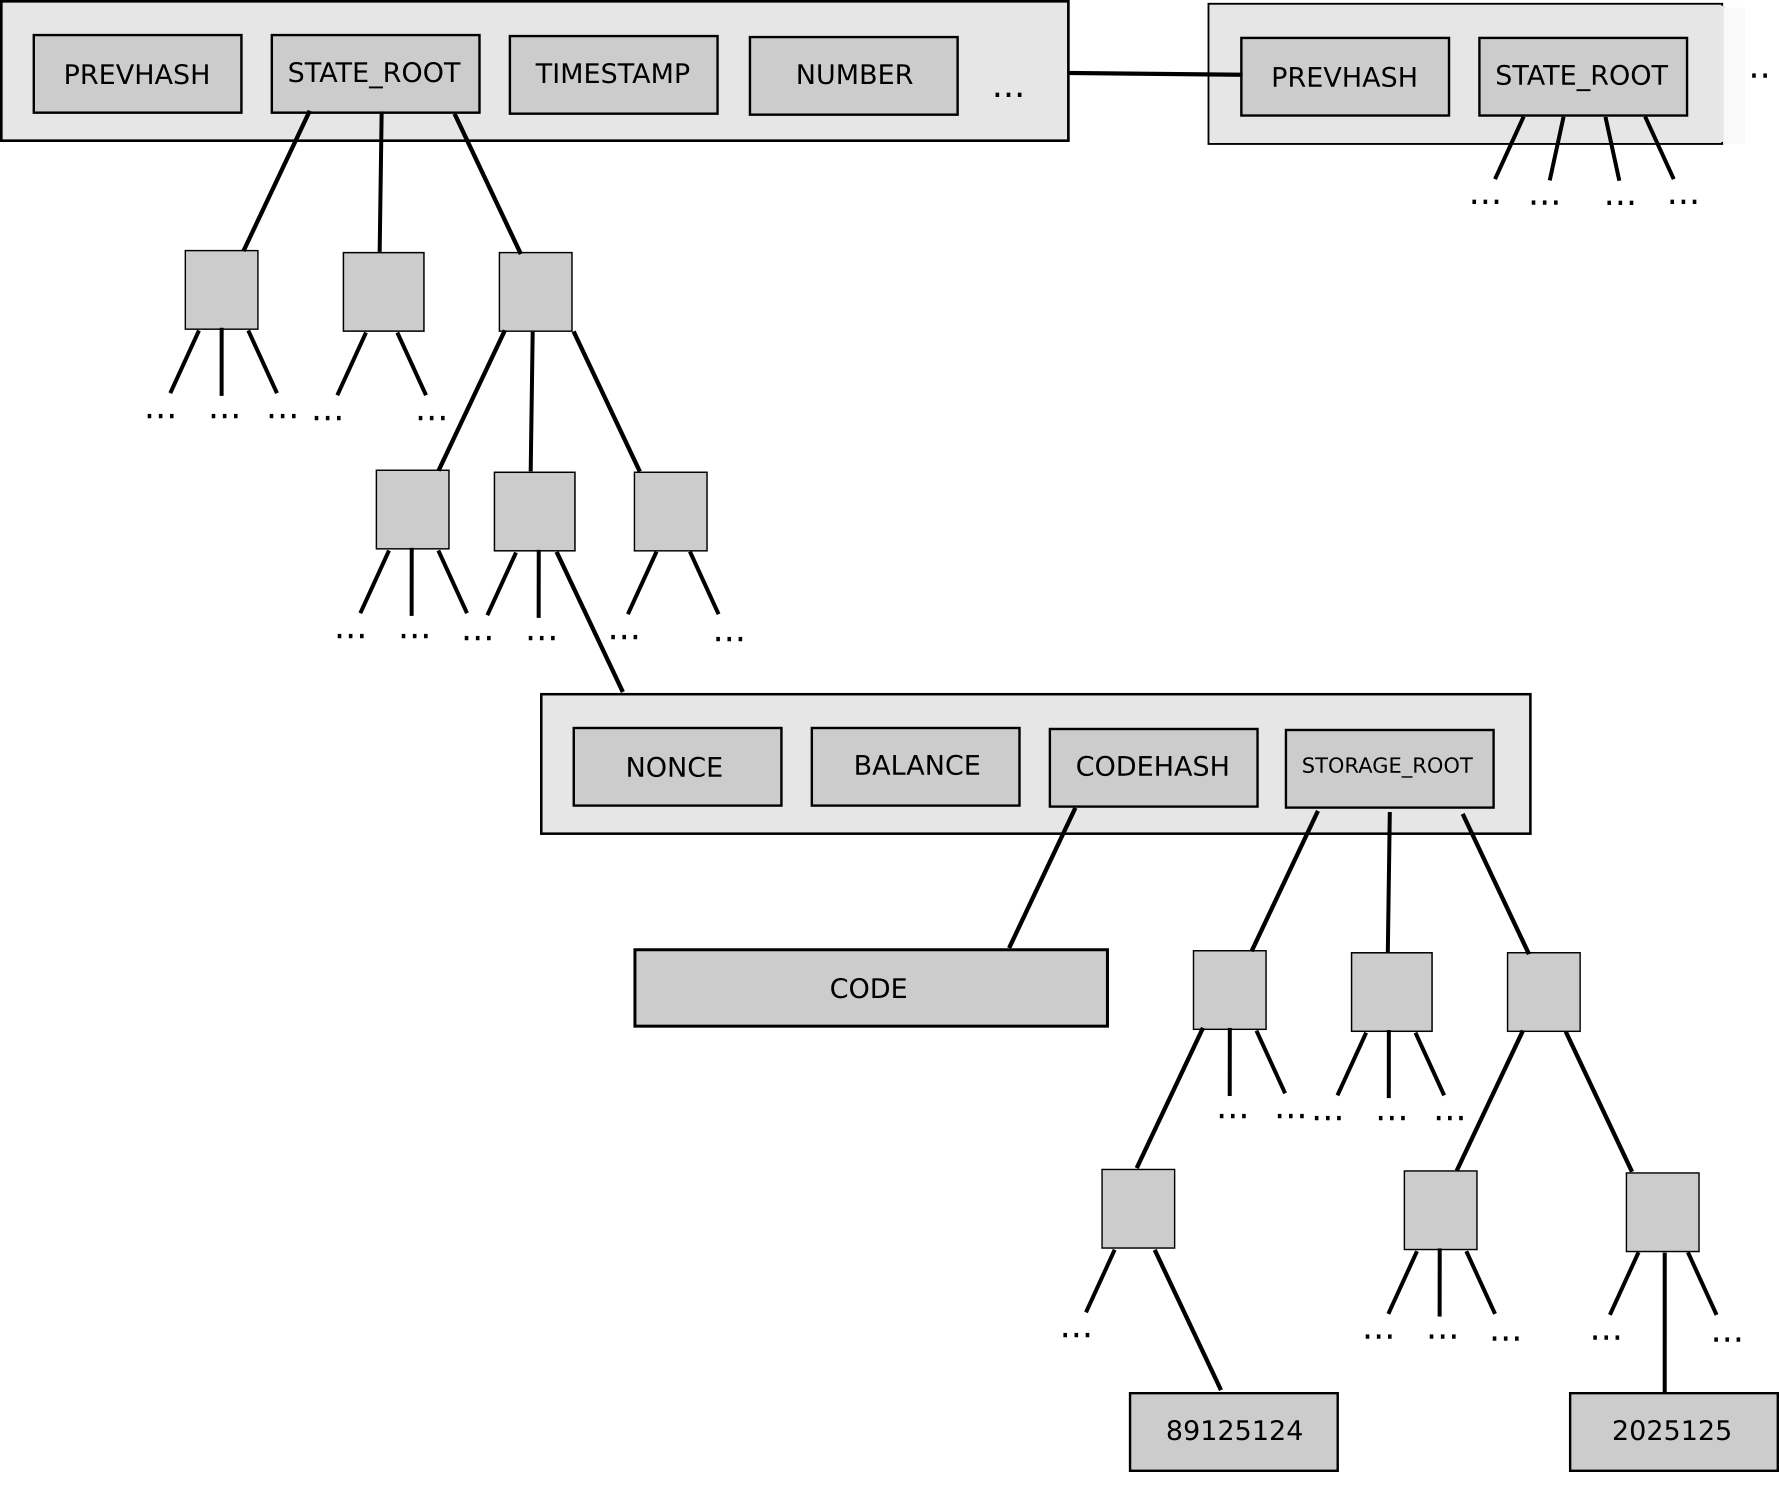 PREVHASH
STATE_ROOT
TIMESTAMP
NUMBER
...
PREVHASH
STATE_ROOT
..
... ... ... ...
... ... ... ... ...
... ... ... ... ... ...
NONCE
BALANCE
CODEHASH
STORAGE_ROOT
CODE
... ... ... ... ...
... ... ... ... ... ...
89125124
2025125